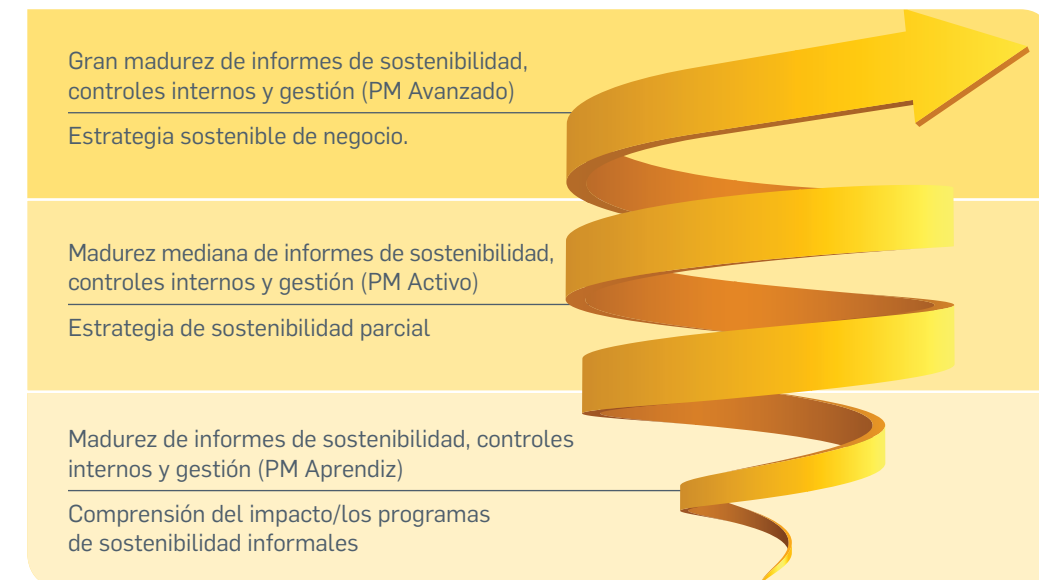 Gran madurez de informes de sostenibilidad,
controles internos y gestión (PM Avanzado)
Estrategia sostenible de negocio.
Madurez mediana de informes de sostenibilidad,
controles internos y gestión (PM Activo)
Estrategia de sostenibilidad parcial
Madurez de informes de sostenibilidad, controles
internos y gestión (PM Aprendiz)
Comprensión del impacto/los programas
de sostenibilidad informales